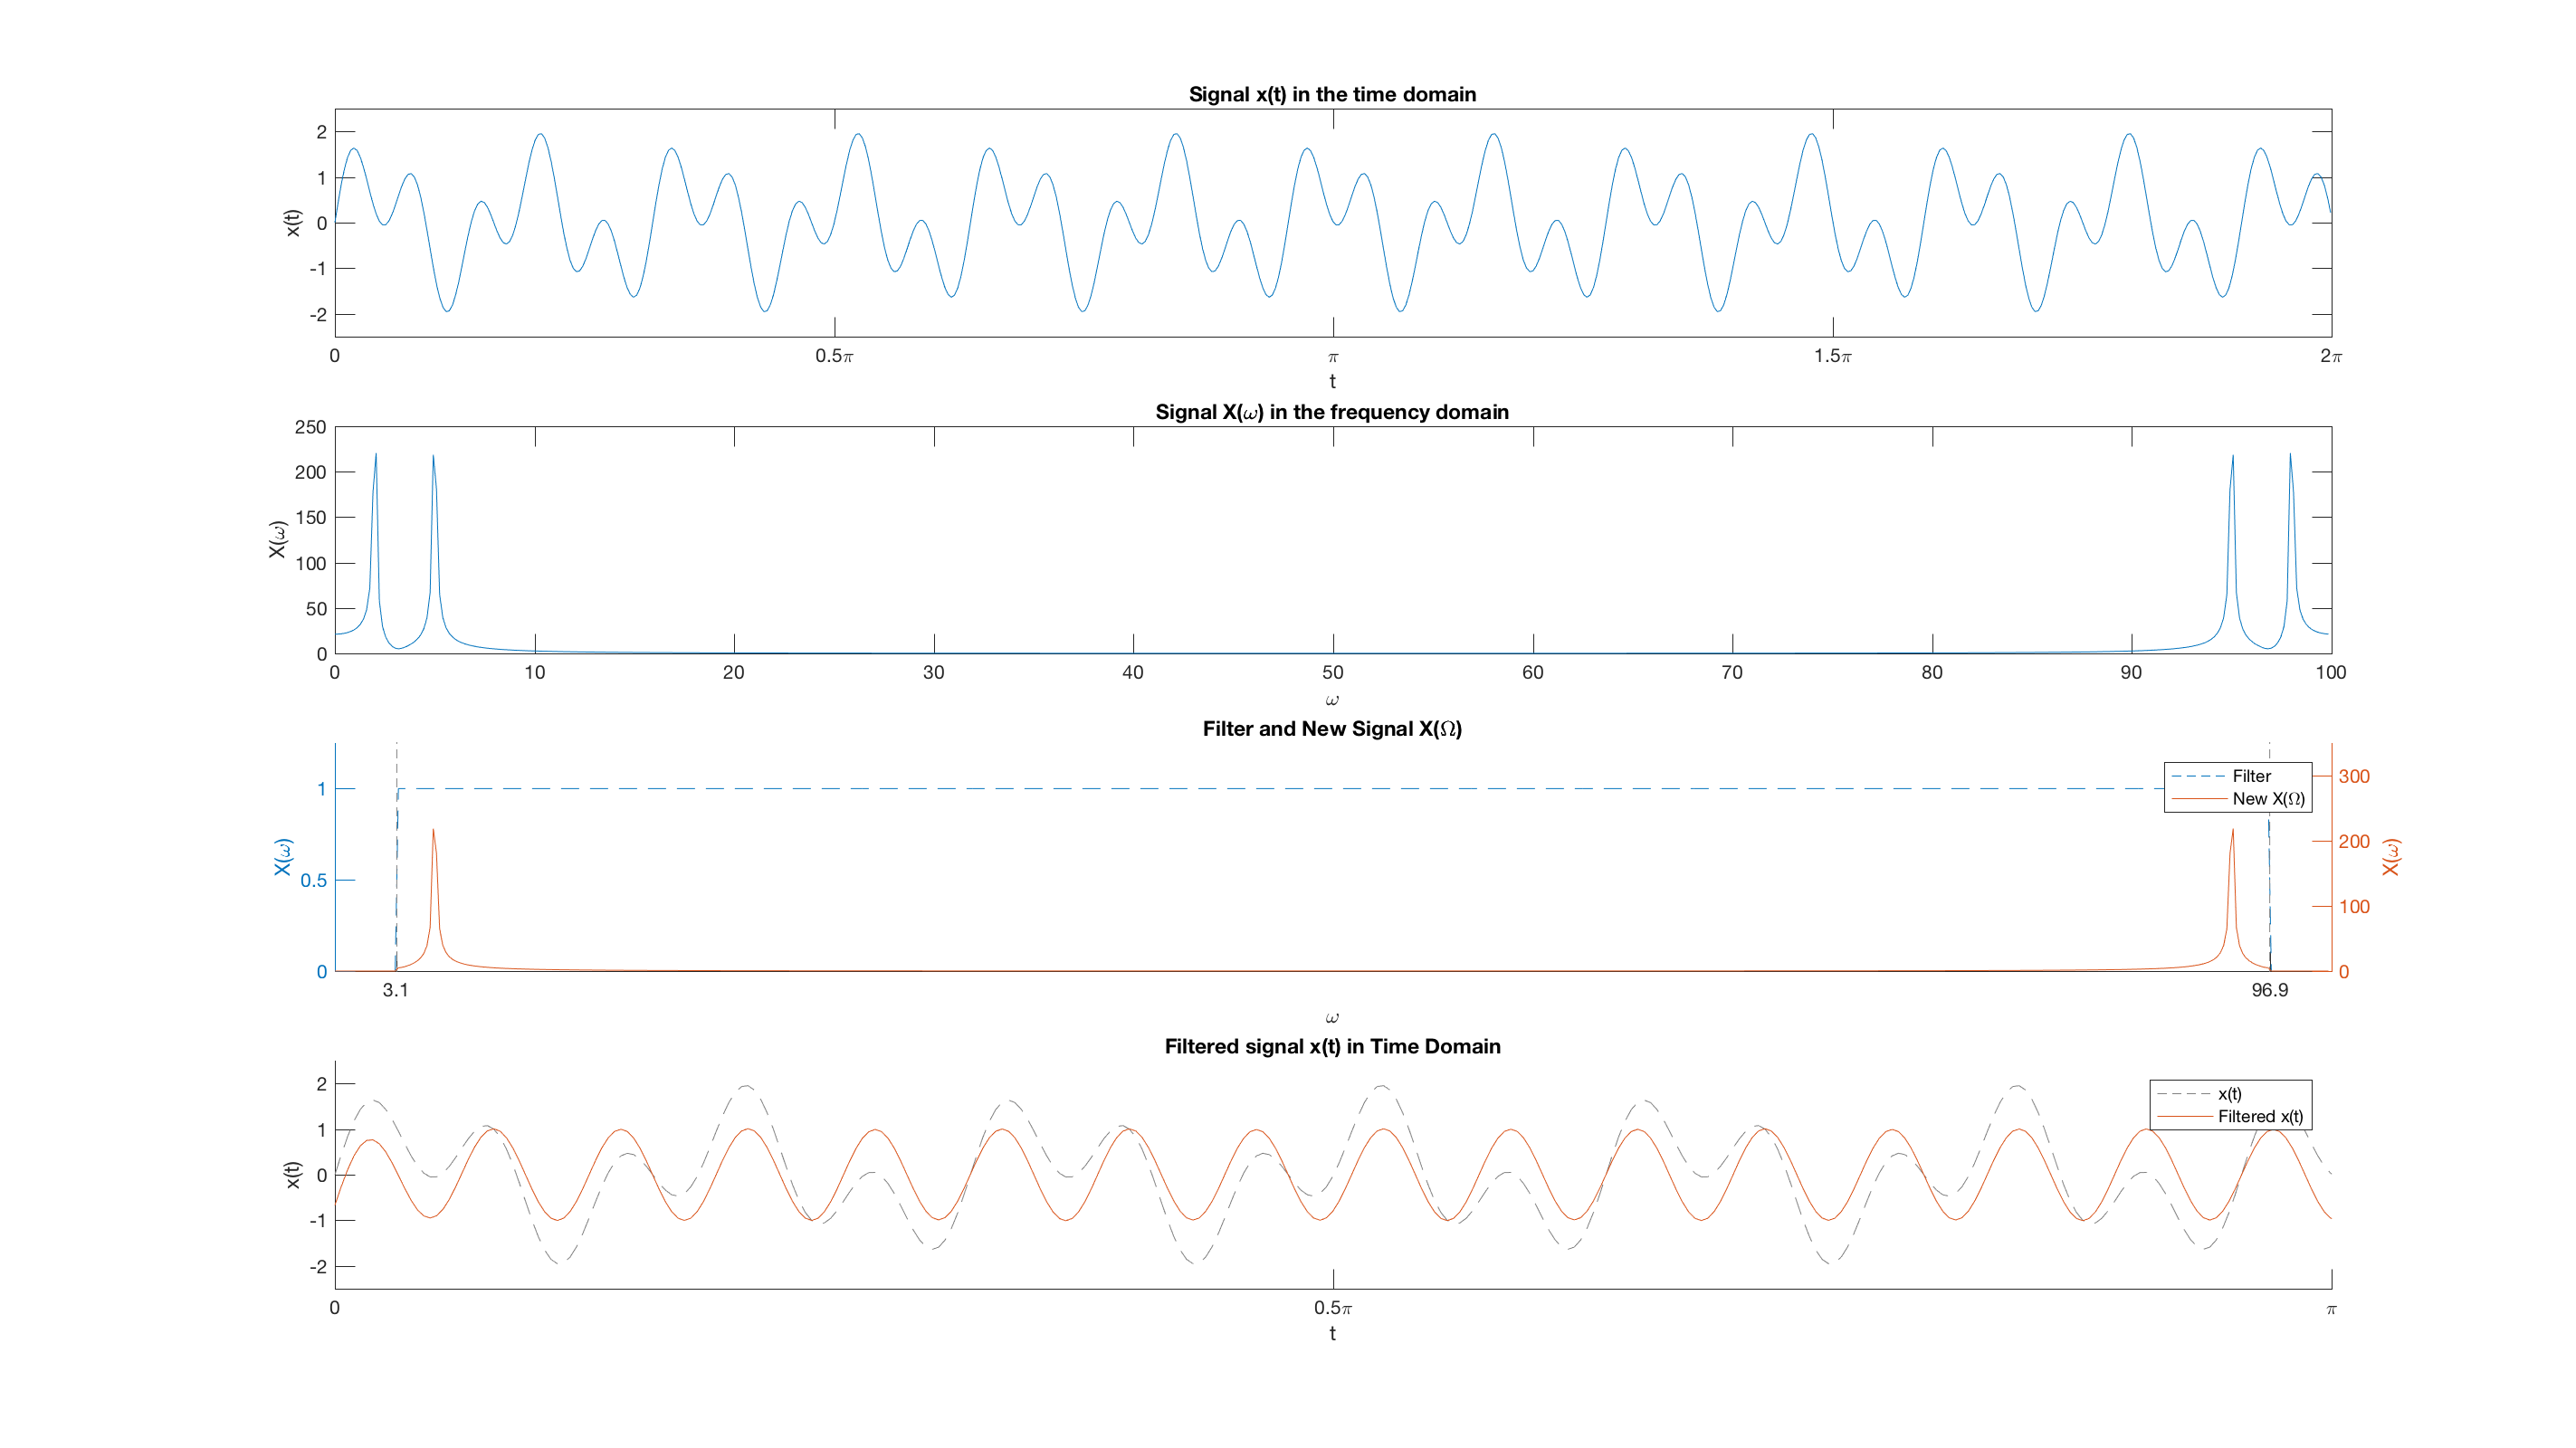 Signal x(t) in the time domain
2
1
0
-1
-2
x(t)
0 0.5π π 1.5π 2π
t
Signal X(ω) in the frequency domain
250
200
150
100
50
0
X(ω)
0 10 20 30 40 50 60 70 80 90 100
ω
Filter and New Signal X(Ω)
1
0.5
0
X(ω)
Filter
New X(Ω)
300
200
100
0
X(ω)
3.1 96.9
ω
Filtered signal x(t) in Time Domain
2
1
0
-1
-2
x(t)
x(t)
Filtered x(t)
0 0.5π π
t